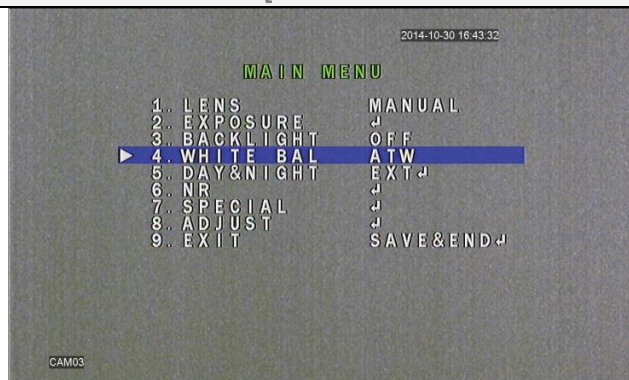 2014-10-30 16:43:32
MAIN MENU
1. LENS MANUAL
2. EXPOSURE ↲
3. BACKLIGHT OFF
4. WHITE BAL ATW
5. DAY&NIGHT EXT↲
6. NR ↲
7. SPECIAL ↲
8. ADJUST ↲
9. EXIT SAVE&END↲
CAM03